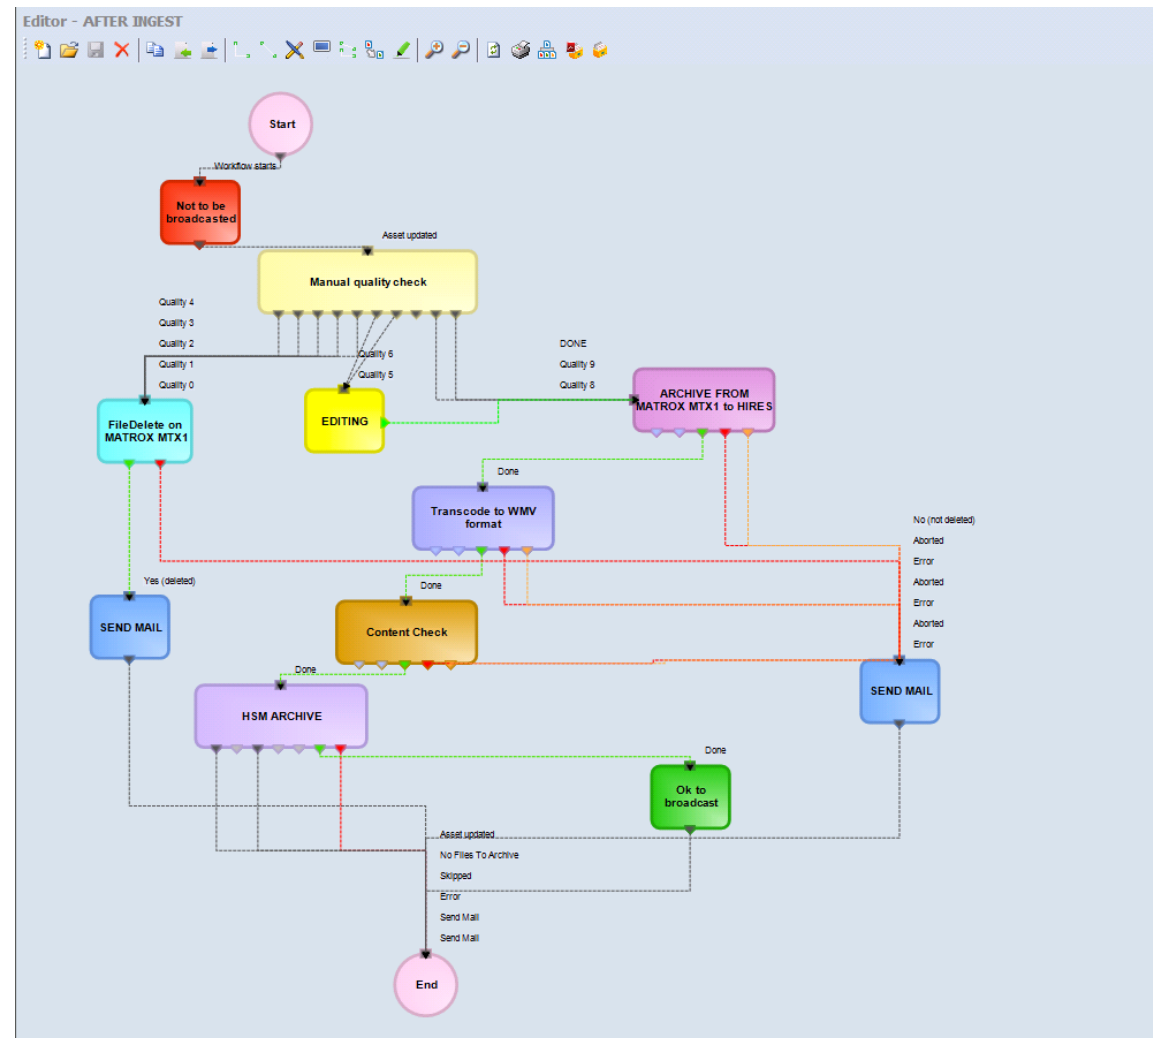 Editor - AFTER INGEST
Start
Workflow starts
Not to be
broadcasted
Asset updated
Manual quality check
Quality 4
Quality 3
Quality 2
Quality 1
Quality 0
Quality 6
Quality 5
DONE
Quality 9
Quality 8
ARCHIVE FROM
MATROX MTX1 to HIRES
EDITING
FileDelete on
MATROX MTX1
Done
Transcode to WMV
format
No (not deleted)
Aborted
Error
Aborted
Error
Aborted
Error
Yes (deleted)
Done
SEND MAIL
Content Check
Done
SEND MAIL
HSM ARCHIVE
Done
Ok to
broadcast
Asset updated
No Files To Archive
Skipped
Error
Send Mail
Send Mail
End